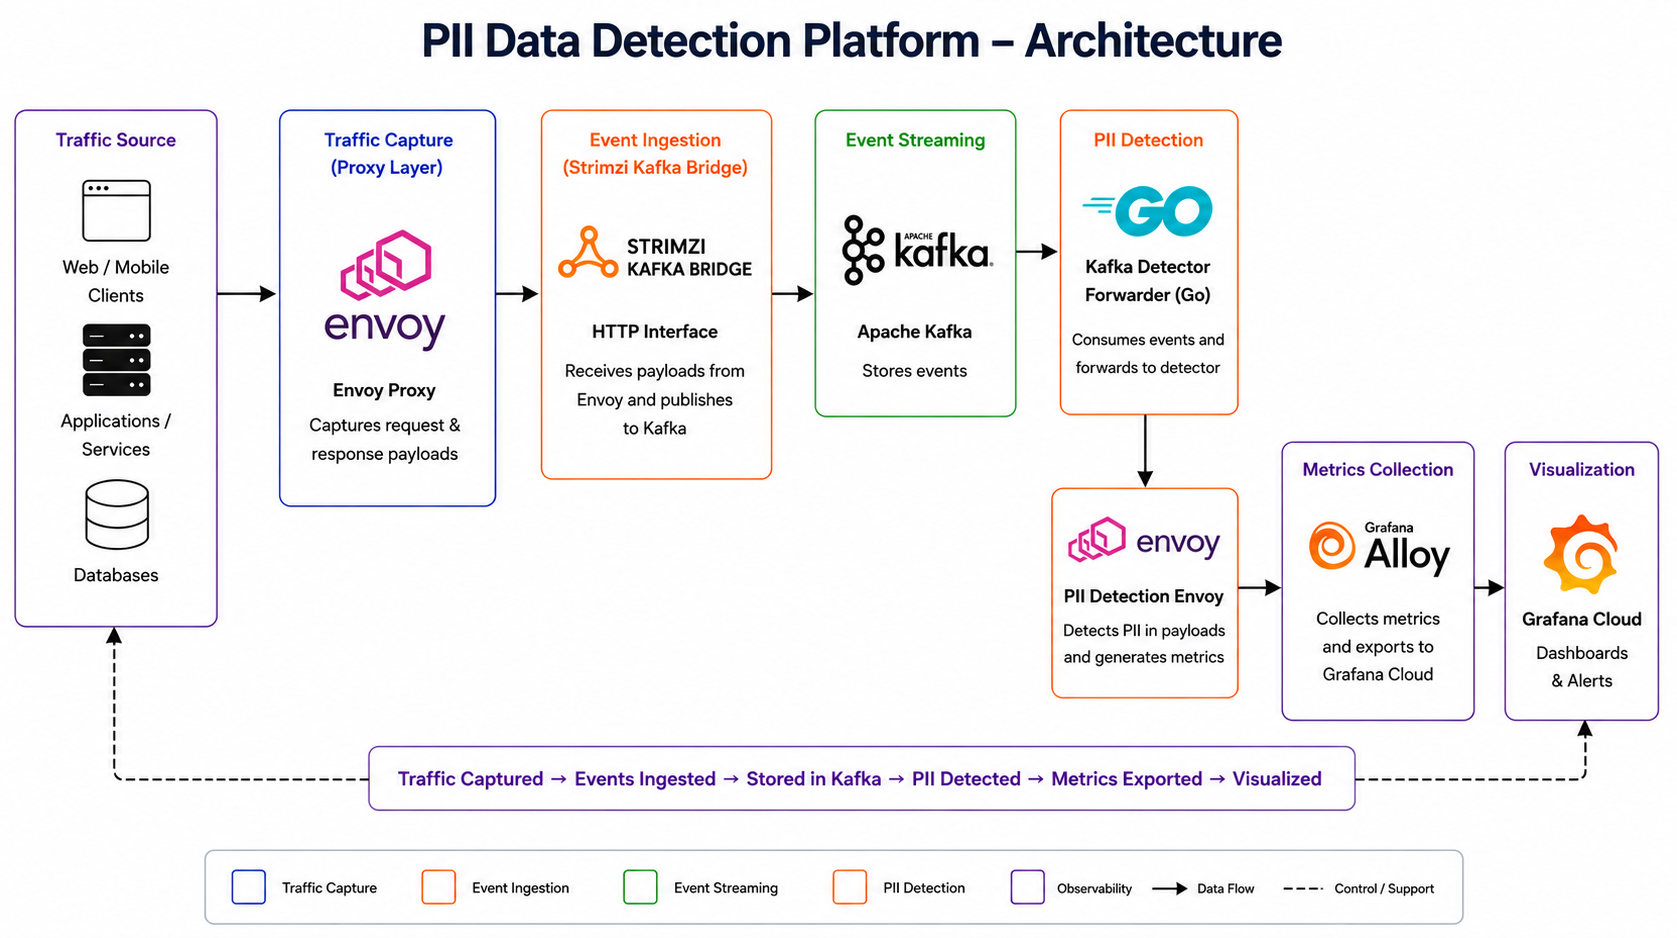 PII Data Detection Platform – Architecture
Traffic Source
Web / Mobile
Clients
Applications /
Services
Databases
Traffic Capture
(Proxy Layer)
envoy
Envoy Proxy
Captures request &
response payloads
Event Ingestion
(Strimzi Kafka Bridge)
STRIMZI
KAFKA BRIDGE
HTTP Interface
Receives payloads from
Envoy and publishes
to Kafka
Event Streaming
APACHE
kafka.
Apache Kafka
Stores events
PII Detection
GO
Kafka Detector
Forwarder (Go)
Consumes events and
forwards to detector
envoy
PII Detection Envoy
Detects PII in payloads
and generates metrics
Metrics Collection
Grafana
Alloy
Collects metrics
and exports to
Grafana Cloud
Visualization
Grafana Cloud
Dashboards
& Alerts
Traffic Captured → Events Ingested → Stored in Kafka → PII Detected → Metrics Exported → Visualized
Traffic Capture
Event Ingestion
Event Streaming
PII Detection
Observability
Data Flow
Control / Support